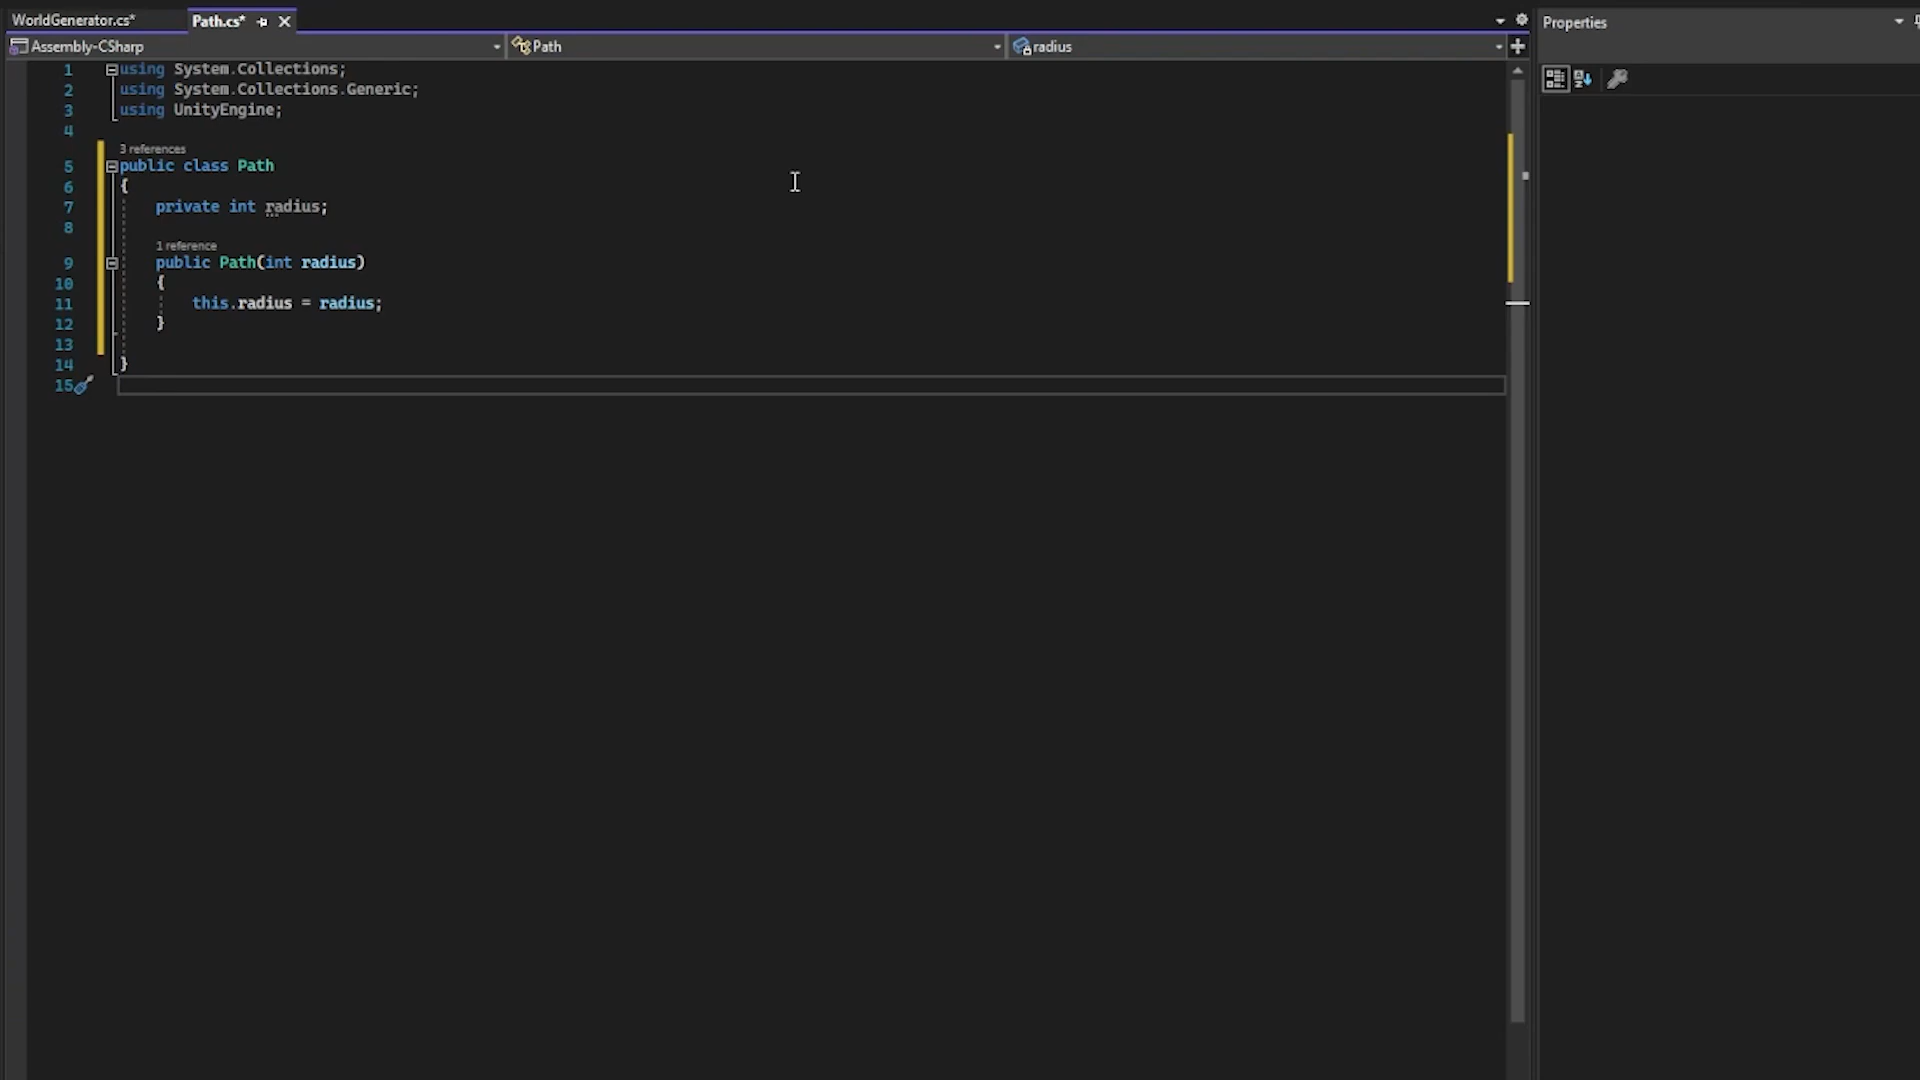 WorldGenerator.cs*
Path.cs*
Properties
Assembly-CSharp
Path
radius
1 using System.Collections;
2 using System.Collections.Generic;
3 using UnityEngine;
4
3 references
5 public class Path
6 {
7 private int radius;
8
1 reference
9 public Path(int radius)
10 {
11 this.radius = radius;
12 }
13
14 }
15